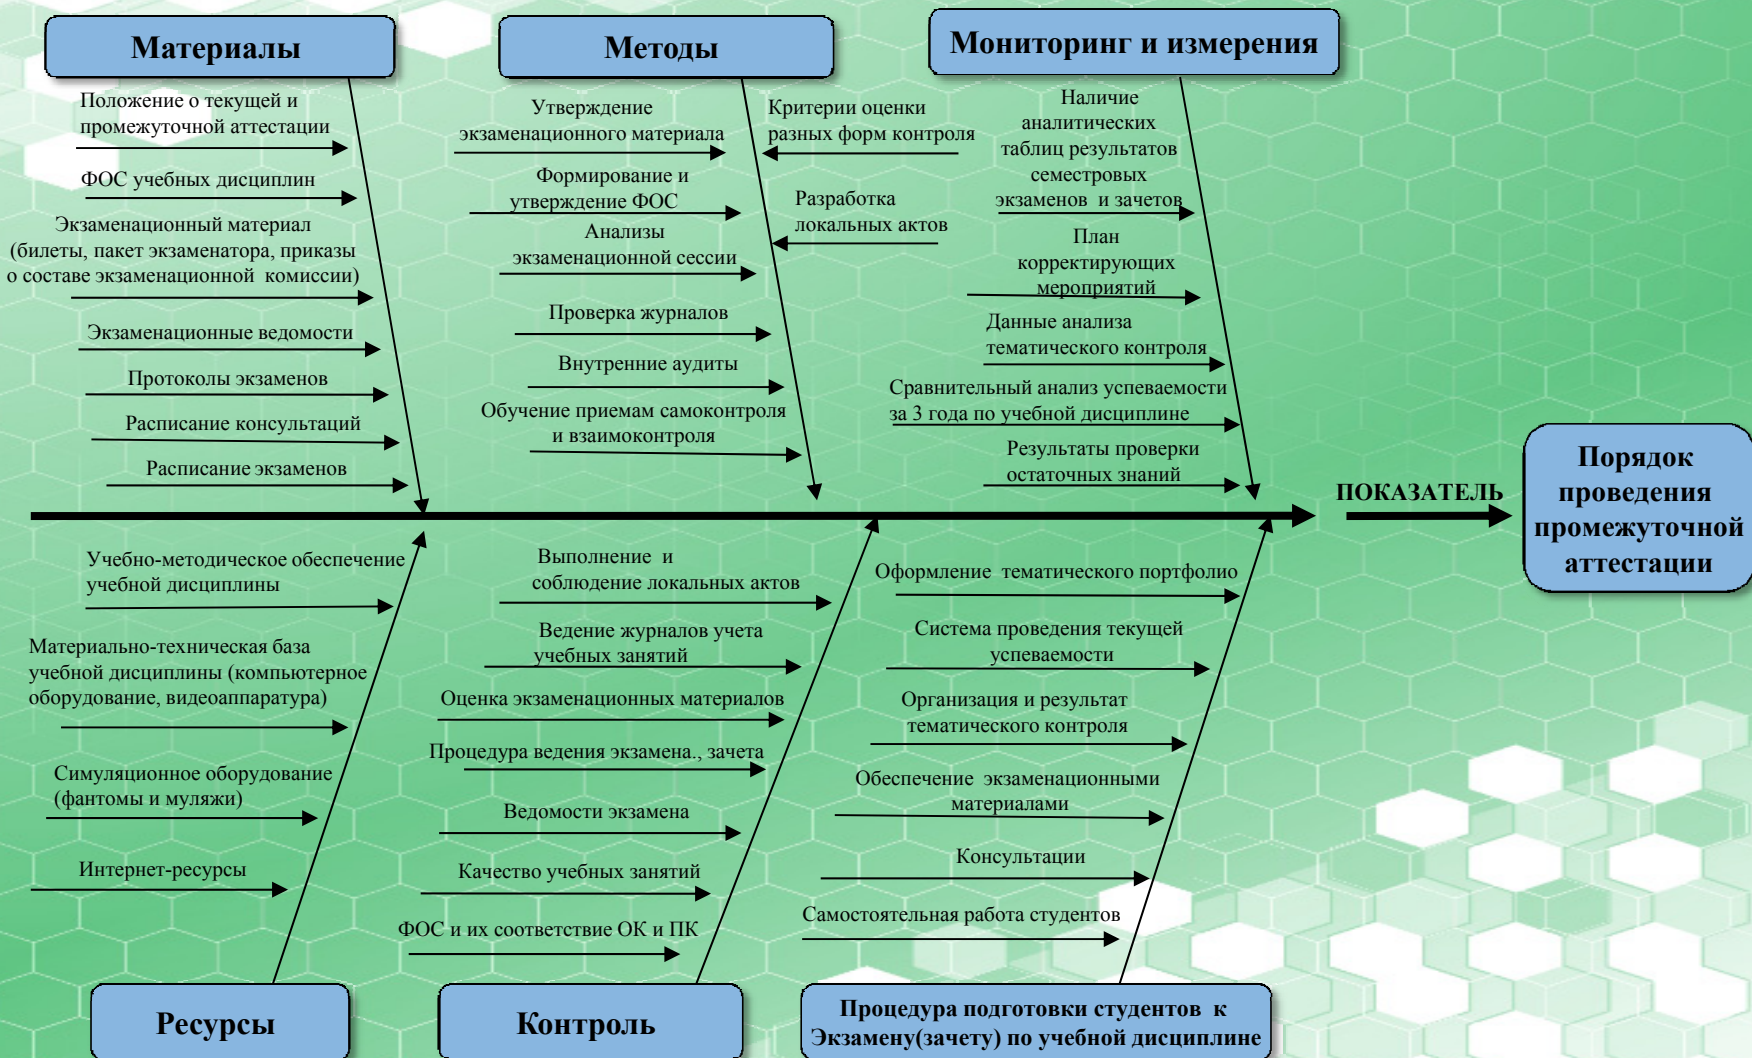 Материалы
Положение о текущей и
промежуточной аттестации
ФОС учебных дисциплин
Экзаменационный материал
(билеты, пакет экзаменатора, приказы
о составе экзаменационной комиссии)
Экзаменационные ведомости
Протоколы экзаменов
Расписание консультаций
Расписание экзаменов
Методы
Утверждение
экзаменационного материала
Формирование и
утверждение ФОС
Анализы
экзаменационной сессии
Проверка журналов
Внутренние аудиты
Обучение приемам самоконтроля
и взаимоконтроля
Критерии оценки
разных форм контроля
Разработка
локальных актов
Мониторинг и измерения
Наличие
аналитических
таблиц результатов
семестровых
экзаменов и зачетов
План
корректирующих
мероприятий
Данные анализа
тематического контроля
Сравнительный анализ успеваемости
за 3 года по учебной дисциплине
Результаты проверки
остаточных знаний
ПОКАЗАТЕЛЬ
Порядок
проведения
промежуточной
аттестации
Учебно-методическое обеспечение
учебной дисциплины
Материально-техническая база
учебной дисциплины (компьютерное
оборудование, видеоаппаратура)
Симуляционное оборудование
(фантомы и муляжи)
Интернет-ресурсы
Ресурсы
Выполнение и
соблюдение локальных актов
Ведение журналов учета
учебных занятий
Оценка экзаменационных материалов
Процедура ведения экзамена., зачета
Ведомости экзамена
Качество учебных занятий
ФОС и их соответствие ОК и ПК
Контроль
Оформление тематического портфолио
Система проведения текущей
успеваемости
Организация и результат
тематического контроля
Обеспечение экзаменационными
материалами
Консультации
Самостоятельная работа студентов
Процедура подготовки студентов к
Экзамену(зачету) по учебной дисциплине